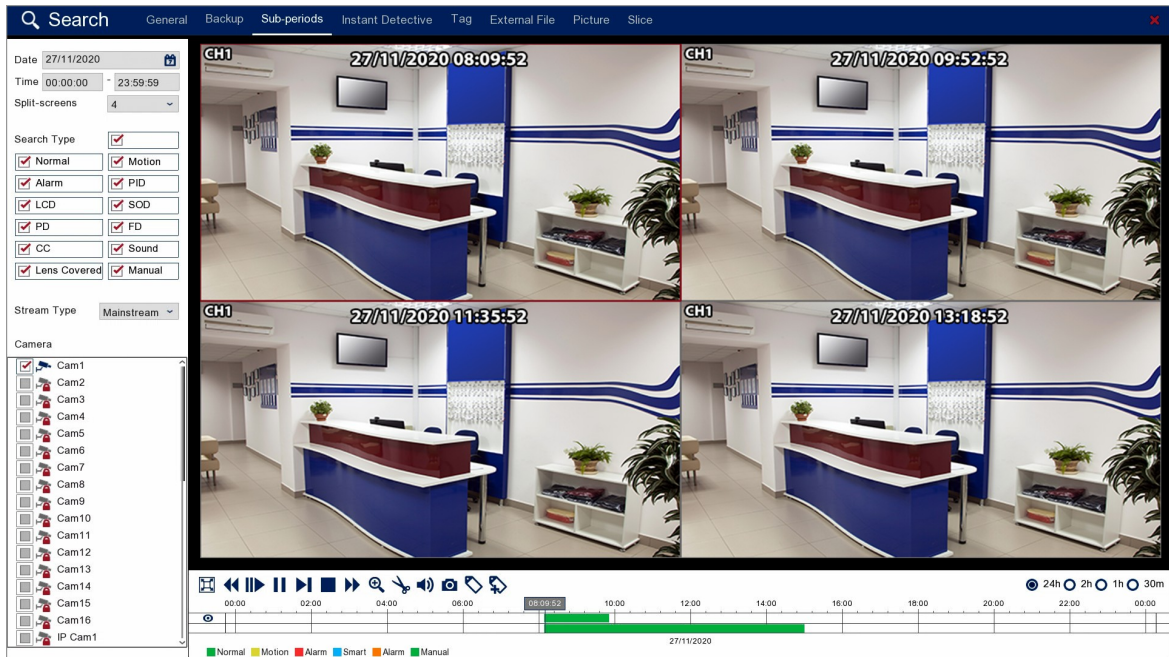 Search
General Backup Sub-periods Instant Detective Tag External File Picture Slice
Date 27/11/2020
Time 00:00:00 - 23:59:59
Split-screens 4
Search Type
Normal Motion
Alarm PID
LCD SOD
PD FD
CC Sound
Lens Covered Manual
Stream Type Mainstream
Camera
Cam1
Cam2
Cam3
Cam4
Cam5
Cam6
Cam7
Cam8
Cam9
Cam10
Cam11
Cam12
Cam13
Cam14
Cam15
Cam16
IP Cam1
CH1 27/11/2020 08:09:52
CH1 27/11/2020 09:52:52
CH1 27/11/2020 11:35:52
CH1 27/11/2020 13:18:52
24h 2h 1h 30m
00:00 02:00 04:00 06:00 08:09:52 10:00 12:00 14:00 16:00 18:00 20:00 22:00 00:00
27/11/2020
Normal Motion Alarm Smart Alarm Manual